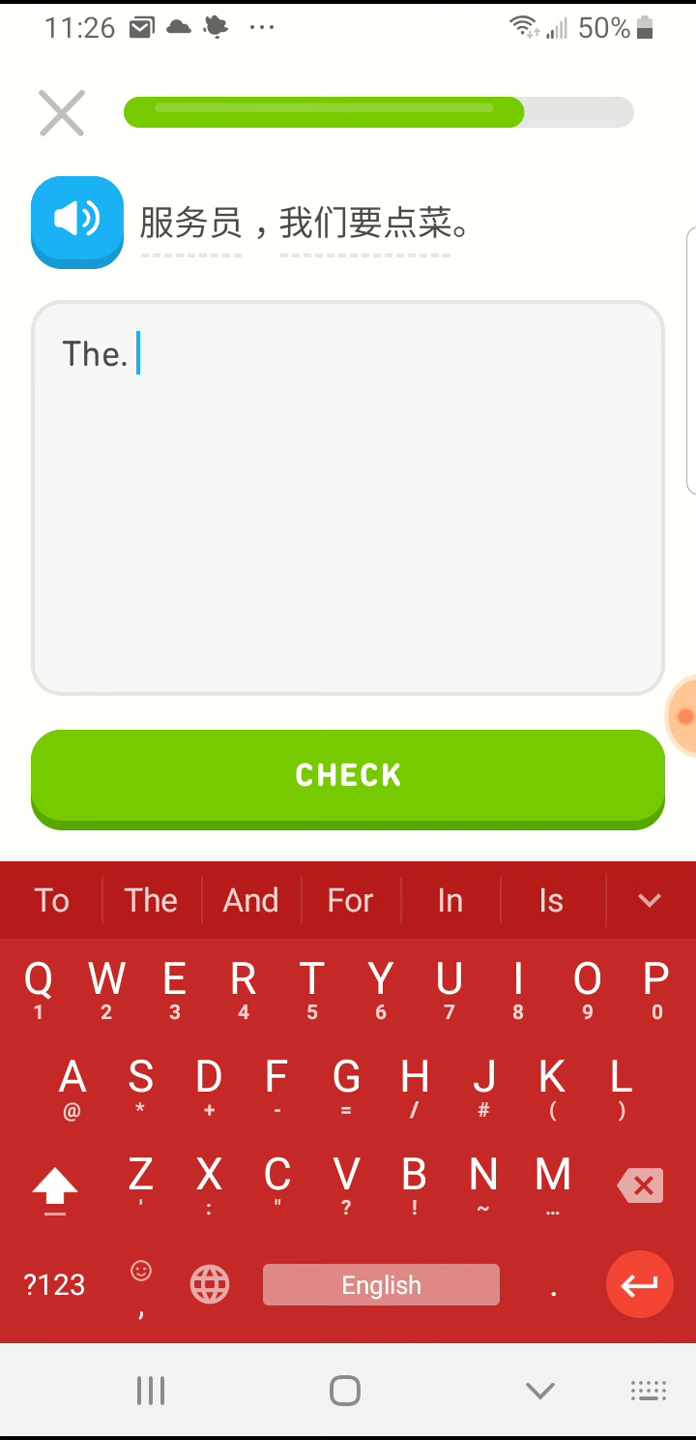 11:26 ... 50%
服务员，我们要点菜。
The.
CHECK
To The And For In Is
Q W E R T Y U I O P
1 2 3 4 5 6 7 8 9 0
A S D F G H J K L
@ * + - = / # ( )
Z X C V B N M
' : " ? ! ~ ...
?123 , English .